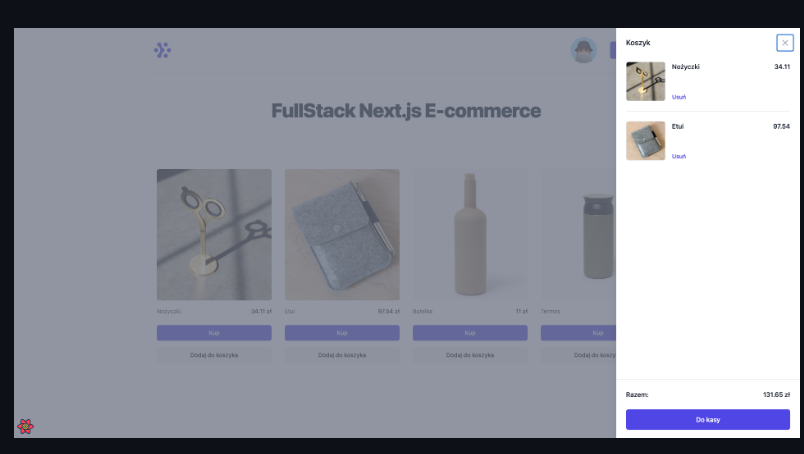 Koszyk
Nożyczki 34.11
Usuń
Etui 97.54
Usuń
FullStack Next.js E-commerce
Nożyczki 34.11 zł
Etui 97.54 zł
Butelka 11 zł
Termos
Kup Kup Kup Kup
Dodaj do koszyka Dodaj do koszyka Dodaj do koszyka Dodaj do koszy
Razem: 131.65 zł
Do kasy